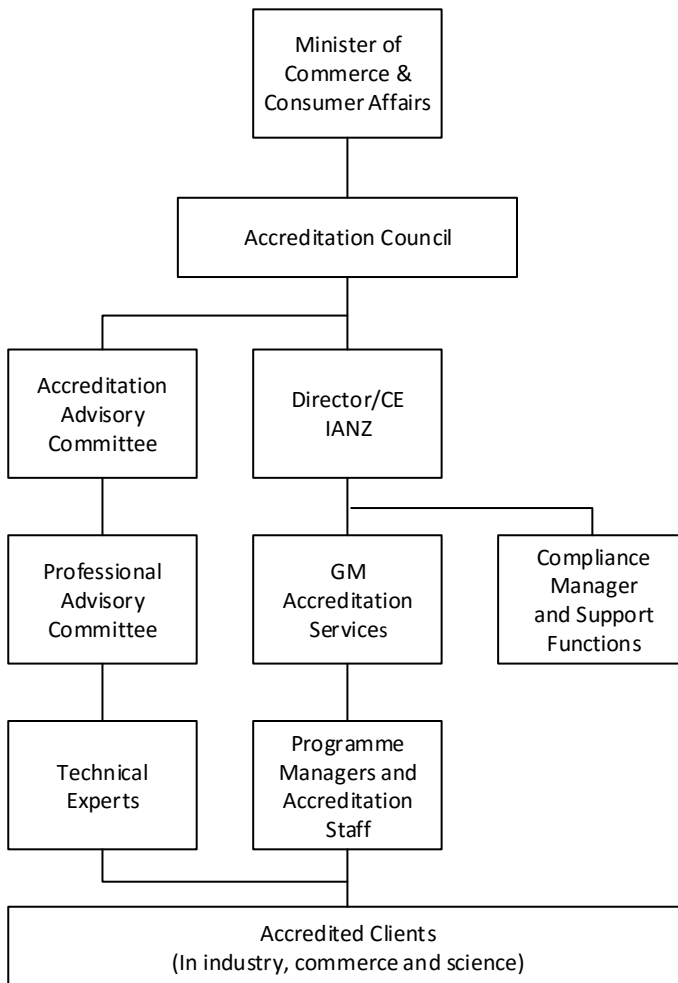 Minister of
Commerce &
Consumer Affairs
Accreditation Council
Accreditation
Advisory
Committee
Director/CE
IANZ
Professional
Advisory
Committee
GM
Accreditation
Services
Compliance
Manager
and Support
Functions
Technical
Experts
Programme
Managers and
Accreditation
Staff
Accredited Clients
(In industry, commerce and science)